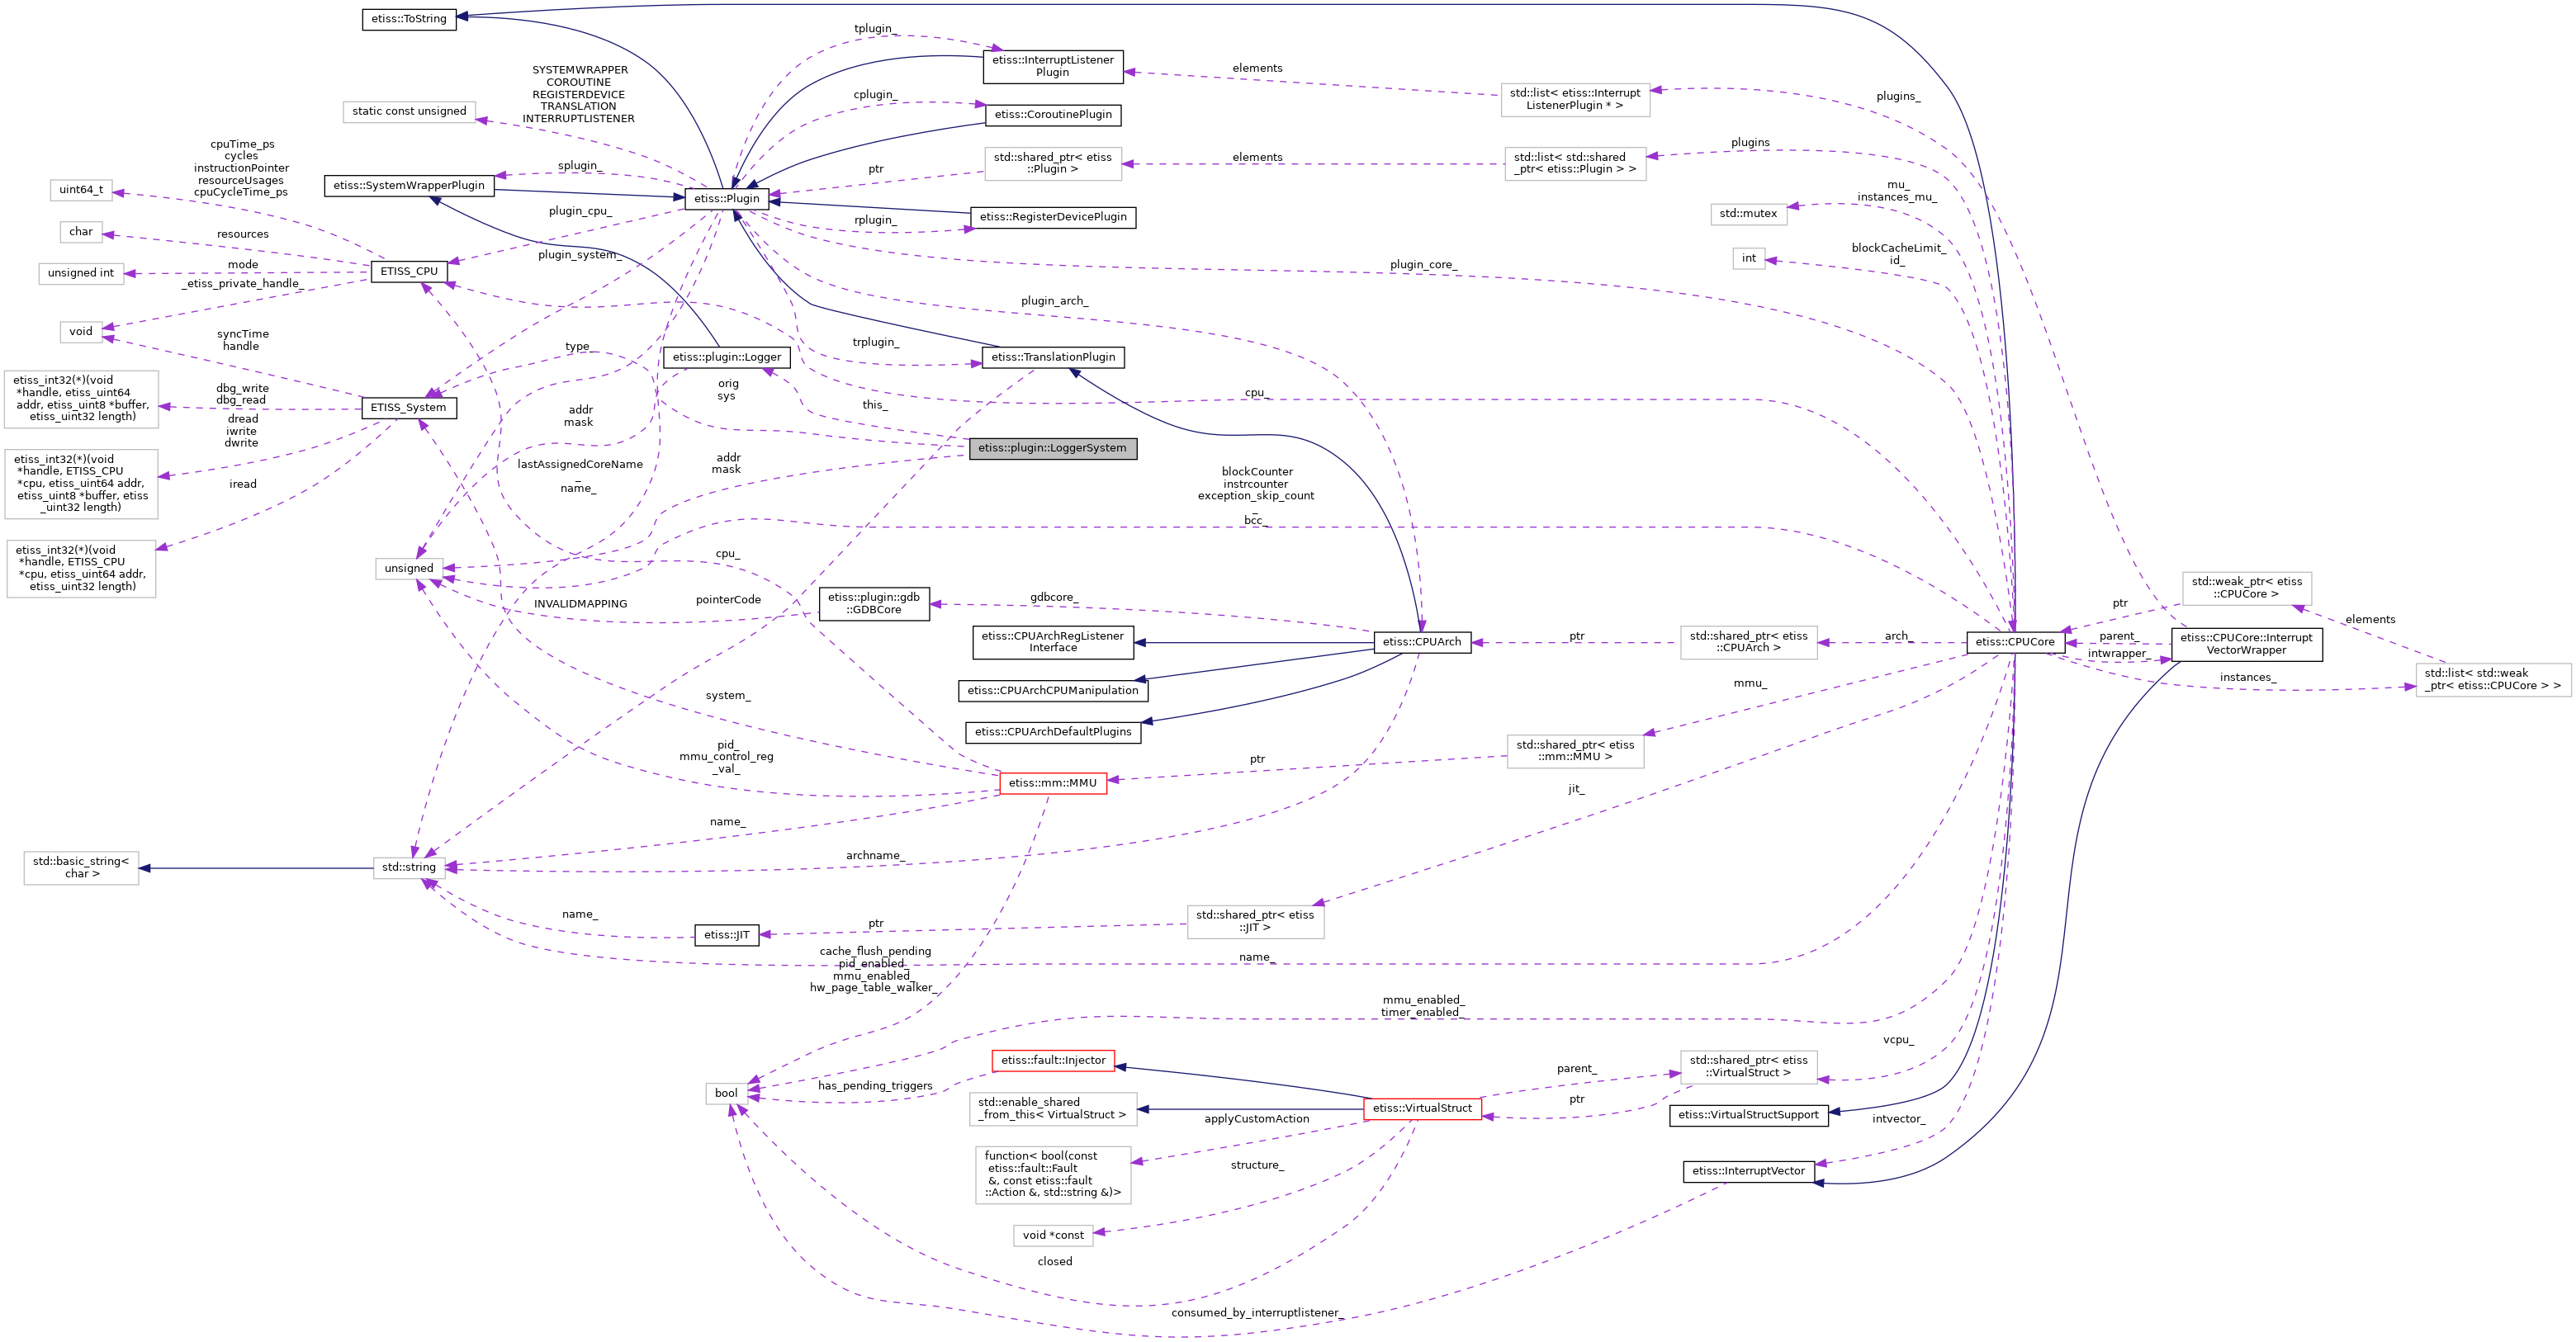 etiss::ToString
tplugin_
etiss::InterruptListener
Plugin
elements
std::list< etiss::Interrupt
ListenerPlugin * >
plugins_
SYSTEMWRAPPER
COROUTINE
REGISTERDEVICE
TRANSLATION
INTERRUPTLISTENER
static const unsigned
cplugin_
etiss::CoroutinePlugin
cpuTime_ps
cycles
instructionPointer
resourceUsages
cpuCycleTime_ps
splugin_
ptr
std::shared_ptr< etiss
::Plugin >
elements
std::list< std::shared
_ptr< etiss::Plugin > >
plugins
uint64_t
etiss::SystemWrapperPlugin
etiss::Plugin
mu_
instances_mu_
std::mutex
plugin_cpu_
rplugin_
etiss::RegisterDevicePlugin
char
resources
blockCacheLimit_
id_
int
unsigned int
mode
ETISS_CPU
plugin_system_
plugin_core_
_etiss_private_handle_
plugin_arch_
void
syncTime
handle
type_
etiss::plugin::Logger
trplugin_
etiss::TranslationPlugin
etiss_int32(*)(void
*handle, etiss_uint64
addr, etiss_uint8 *buffer,
etiss_uint32 length)
dbg_write
dbg_read
ETISS_System
orig
sys
this_
cpu_
dread
iwrite
dwrite
addr
mask
etiss_int32(*)(void
*handle, ETISS_CPU
*cpu, etiss_uint64 addr,
etiss_uint8 *buffer, etiss
_uint32 length)
lastAssignedCoreName
_
name_
addr
mask
etiss::plugin::LoggerSystem
blockCounter
instrcounter
exception_skip_count
_
bcc_
iread
etiss_int32(*)(void
*handle, ETISS_CPU
*cpu, etiss_uint64 addr,
etiss_uint32 length)
unsigned
cpu_
INVALIDMAPPING
pointerCode
etiss::plugin::gdb
::GDBCore
gdbcore_
etiss::CPUArchRegListener
Interface
etiss::CPUArch
ptr
std::shared_ptr< etiss
::CPUArch >
arch_
etiss::CPUCore
ptr
std::weak_ptr< etiss
::CPUCore >
parent_
intwrapper_
etiss::CPUCore::Interrupt
VectorWrapper
elements
instances_
std::list< std::weak
_ptr< etiss::CPUCore > >
system_
etiss::CPUArchCPUManipulation
mmu_
etiss::CPUArchDefaultPlugins
pid_
mmu_control_reg
_val_
etiss::mm::MMU
ptr
std::shared_ptr< etiss
::mm::MMU >
jit_
name_
archname_
std::basic_string<
char >
std::string
name_
etiss::JIT
ptr
std::shared_ptr< etiss
::JIT >
cache_flush_pending
pid_enabled_
mmu_enabled_
hw_page_table_walker_
name_
mmu_enabled_
timer_enabled_
vcpu_
etiss::fault::Injector
has_pending_triggers
bool
std::enable_shared
_from_this< VirtualStruct >
etiss::VirtualStruct
parent_
ptr
std::shared_ptr< etiss
::VirtualStruct >
etiss::VirtualStructSupport
applyCustomAction
intvector_
function< bool(const
etiss::fault::Fault
&, const etiss::fault
::Action &, std::string &)>
structure_
etiss::InterruptVector
void *const
closed
consumed_by_interruptlistener_